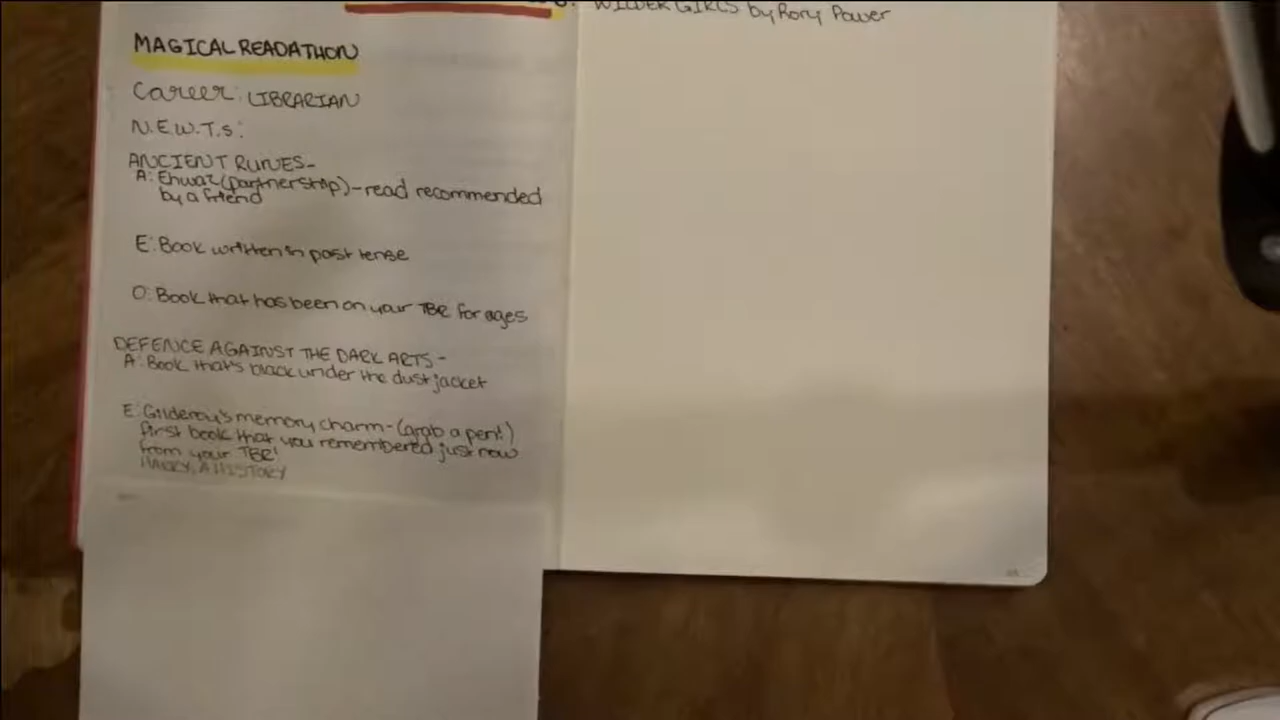 MAGICAL READATHON
Career: LIBRARIAN
N.E.W.T.s:
ANCIENT RUNES-
A: Ehwaz (partnership) - read recommended
by a friend
E: Book written in past tense
O: Book that has been on your TBR for ages
DEFENCE AGAINST THE DARK ARTS -
A: Book that's black under the dustjacket
E: Gilderoy's memory charm - (grab a pen!)
first book that you remembered just now
from your TBR!
WILDER GIRLS by Rory Power